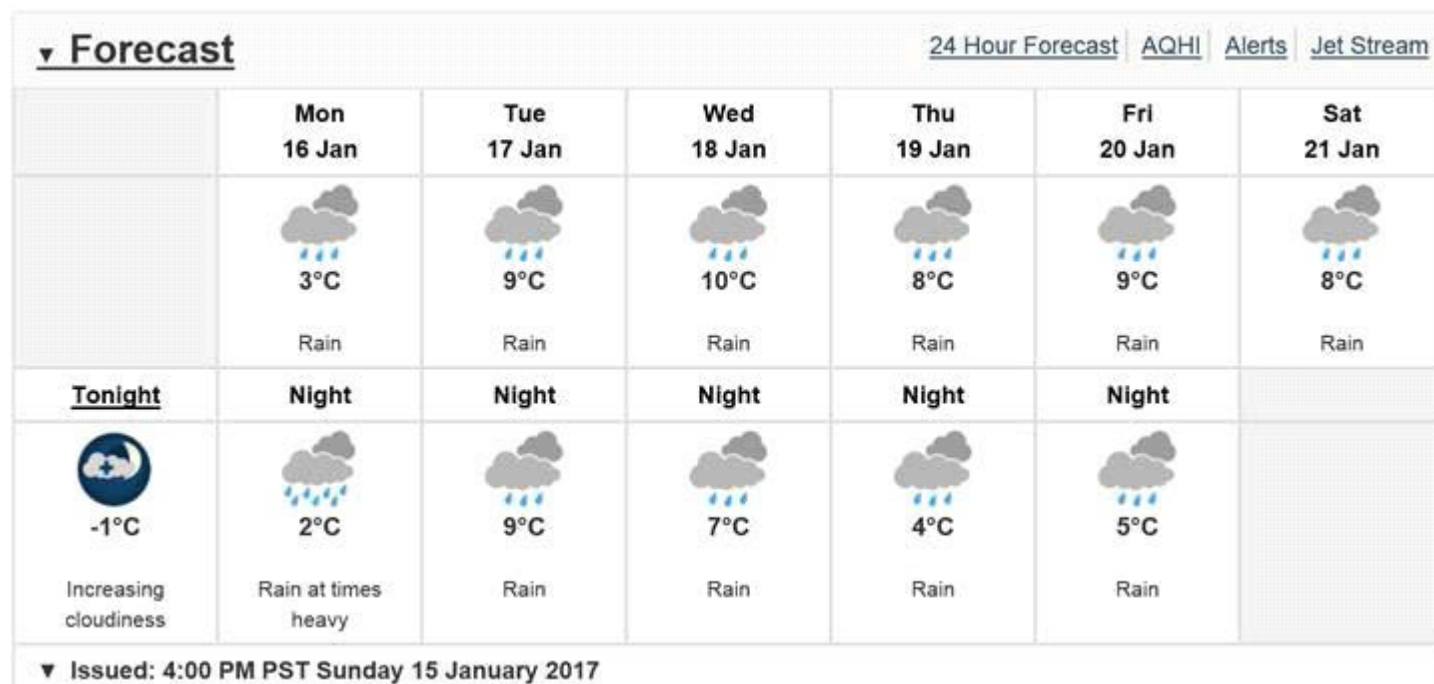 ▼ Forecast
24 Hour Forecast AQHI Alerts Jet Stream
Mon Tue Wed Thu Fri Sat
16 Jan 17 Jan 18 Jan 19 Jan 20 Jan 21 Jan
3°C 9°C 10°C 8°C 9°C 8°C
Rain Rain Rain Rain Rain Rain
Tonight Night Night Night Night Night
-1°C 2°C 9°C 7°C 4°C 5°C
Increasing Rain at times Rain Rain Rain Rain
cloudiness heavy
▼ Issued: 4:00 PM PST Sunday 15 January 2017